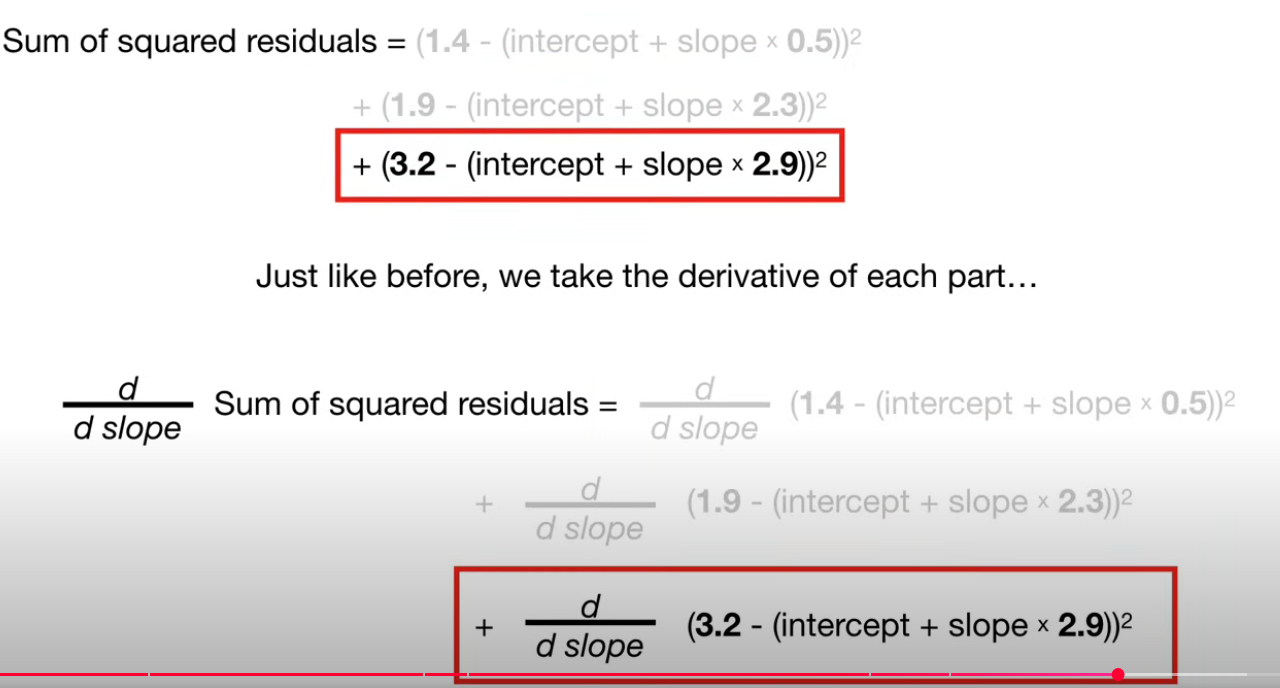 Sum of squared residuals = (1.4 - (intercept + slope × 0.5))²
+ (1.9 - (intercept + slope × 2.3))²
+ (3.2 - (intercept + slope × 2.9))²
Just like before, we take the derivative of each part…
d
d slope
Sum of squared residuals =
d
d slope
(1.4 - (intercept + slope × 0.5))²
+
d
d slope
(1.9 - (intercept + slope × 2.3))²
+
d
d slope
(3.2 - (intercept + slope × 2.9))²